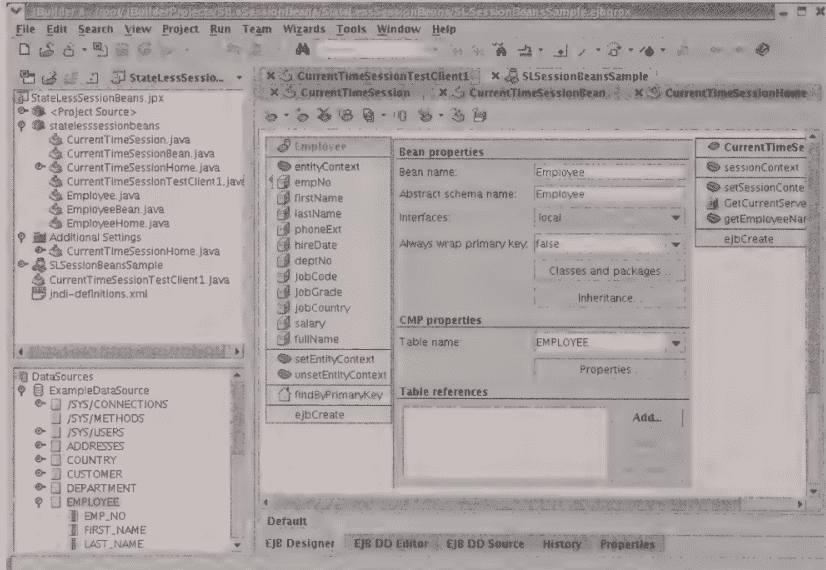 JBuilder
File Edit Search View Project Run Team Wizards Tools Window Help
StateLessSessio...
StateLessSessionBeans.jpx
<Project Source>
statelesssessionbeans
CurrentTimeSession.java
CurrentTimeSessionBean.java
CurrentTimeSessionHome.java
CurrentTimeSessionTestClient1.java
Employee.java
EmployeeBean.java
EmployeeHome.java
Additional Settings
CurrentTimeSessionHome.java
SLSessionBeansSample
CurrentTimeSessionTestClient1.java
jndi-definitions.xml
DataSources
ExampleDataSource
/SYS/CONNECTIONS
/SYS/METHODS
/SYS/USERS
ADDRESSES
COUNTRY
CUSTOMER
DEPARTMENT
EMPLOYEE
EMP_NO
FIRST_NAME
LAST_NAME
CurrentTimeSessionTestClient1 SLSessionBeansSample
CurrentTimeSession CurrentTimeSessionBean CurrentTimeSessionHome
Employee
entityContext
empNo
firstName
lastName
phoneExt
hireDate
deptNo
jobCode
jobGrade
jobCountry
salary
fullName
setEntityContext
unsetEntityContext
findByPrimaryKey
ejbCreate
Bean properties
Bean name: Employee
Abstract schema name: Employee
Interfaces: local
Always wrap primary key: false
Classes and packages...
Inheritance...
CMP properties
Table name: EMPLOYEE
Properties...
Table references
Add...
CurrentTimeSe
sessionContext
setSessionConte
GetCurrentServe
getEmployeeNar
ejbCreate
Default
EJB Designer EJB DD Editor EJB DD Source History Properties